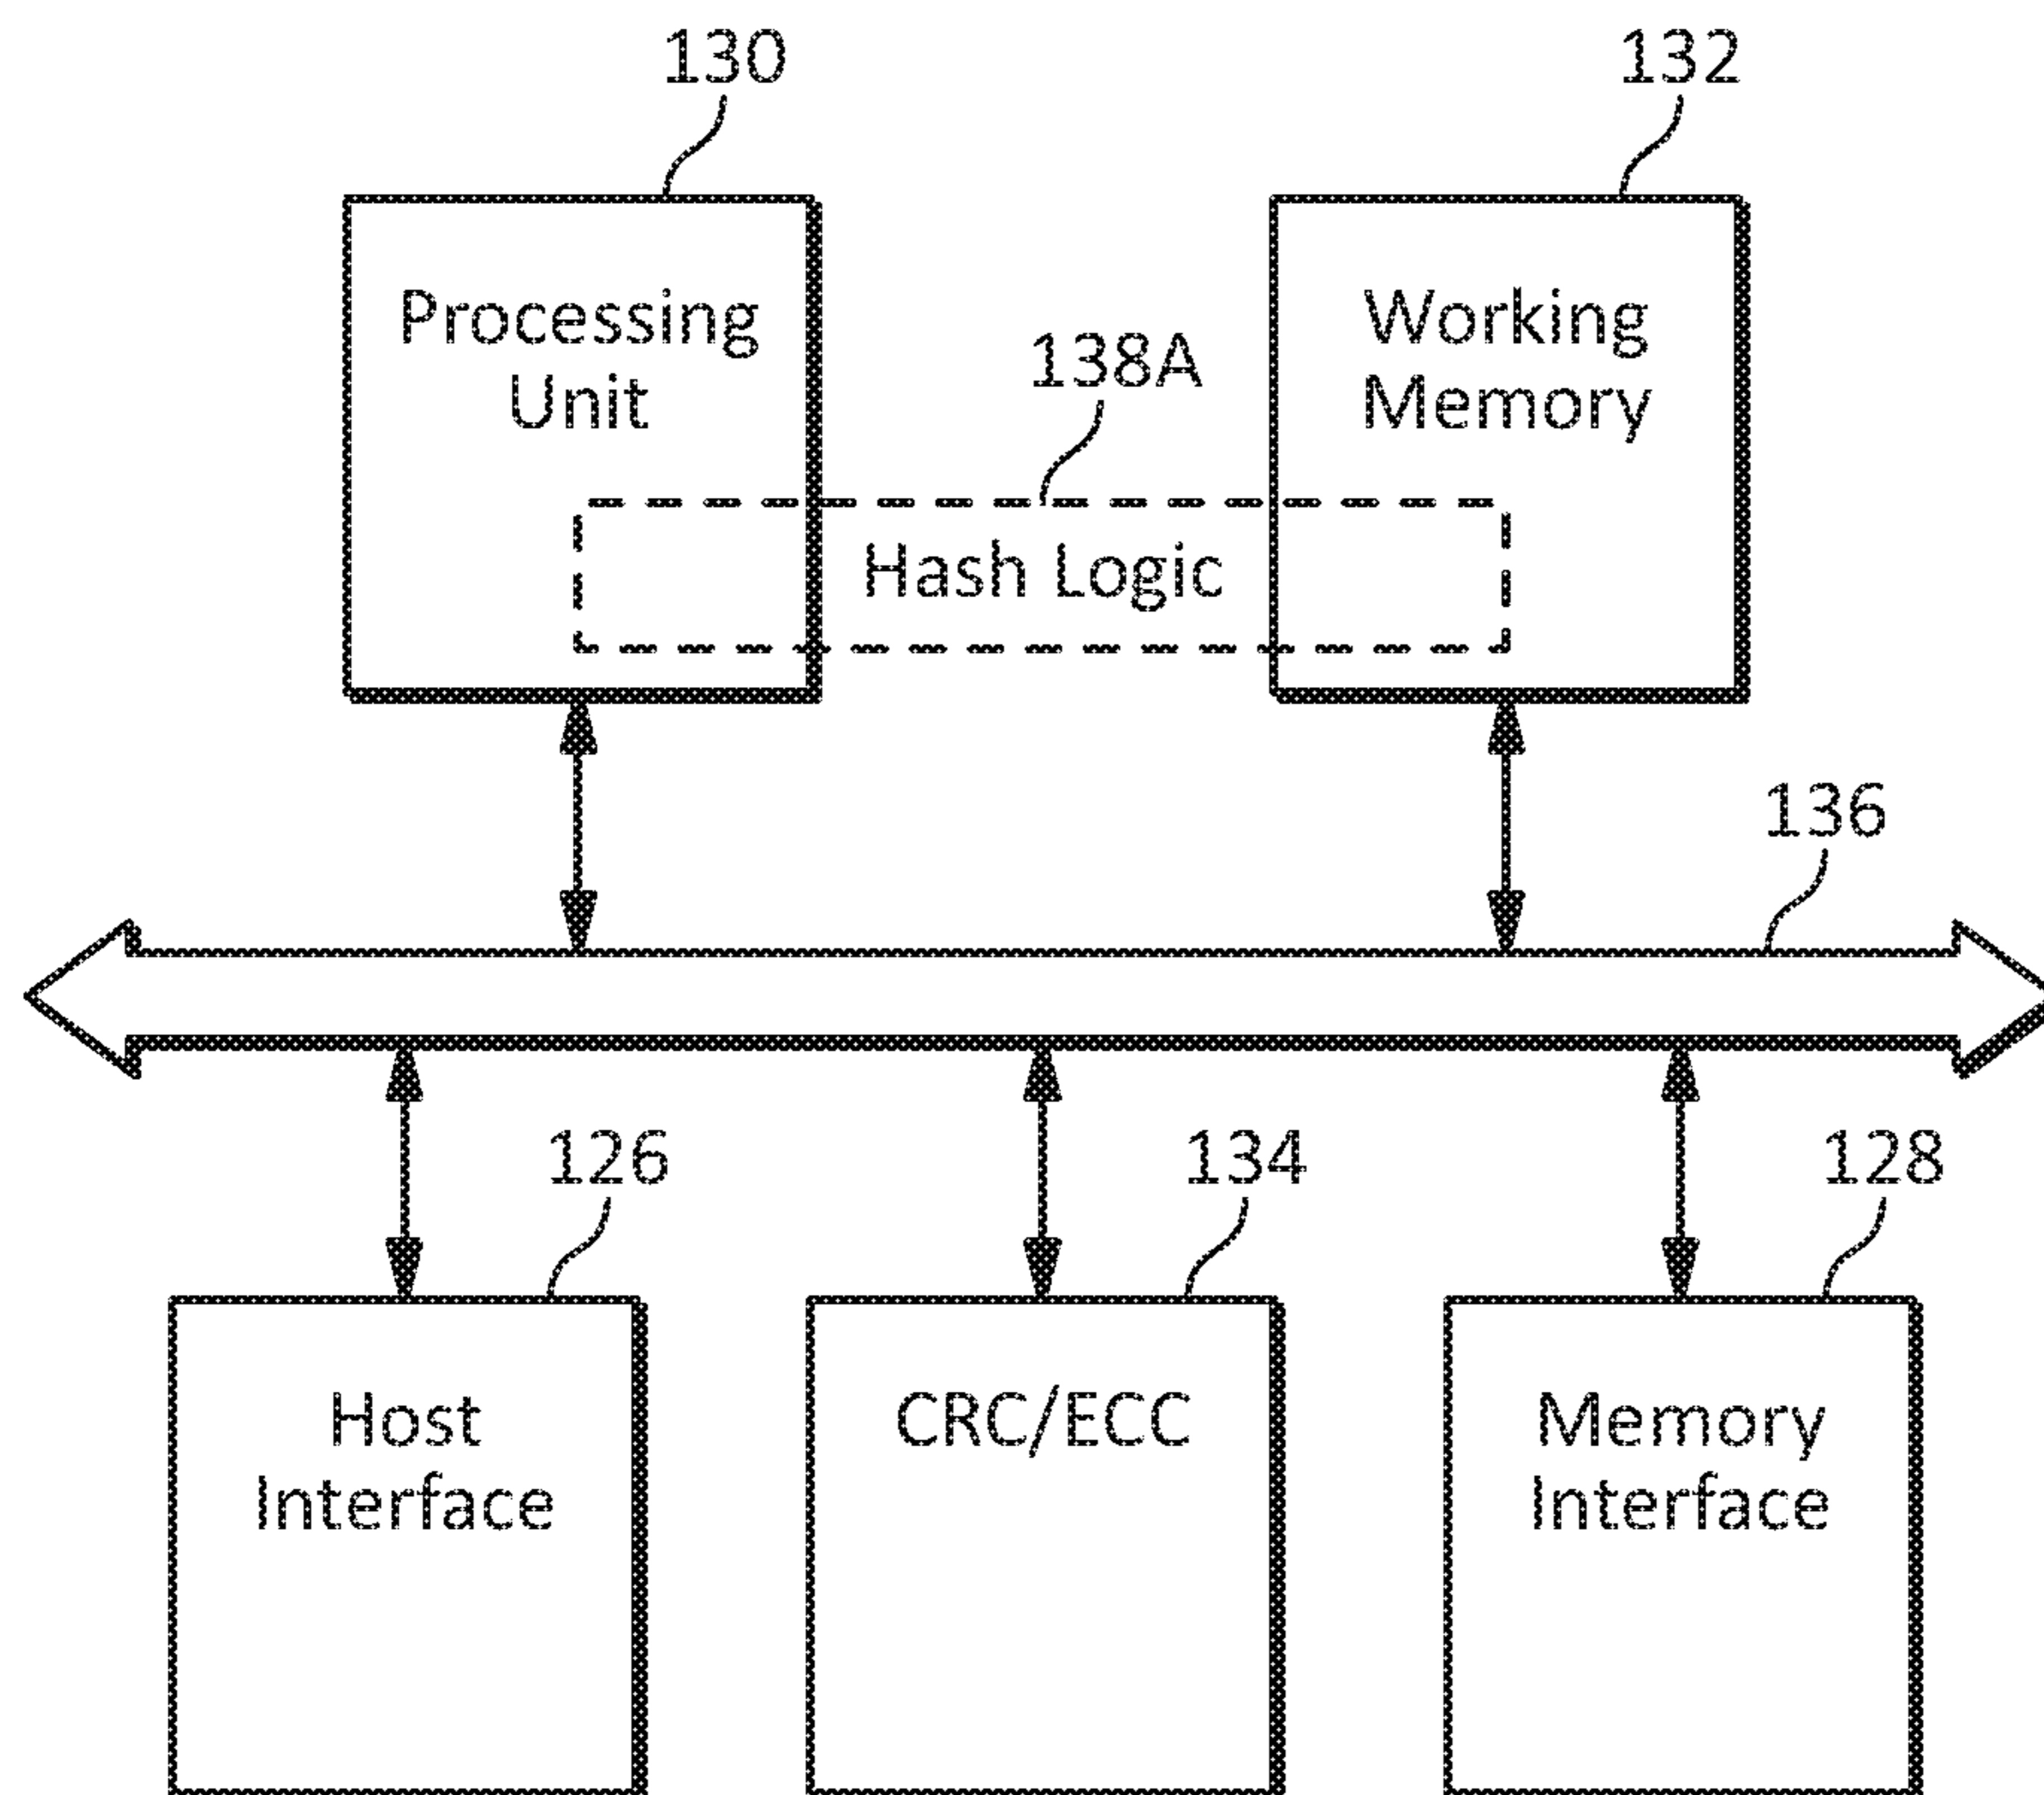 130
132
Processing
Unit
Working
Memory
138A
Hash Logic
136
126
134
128
Host
Interface
CRC/ECC
Memory
Interface